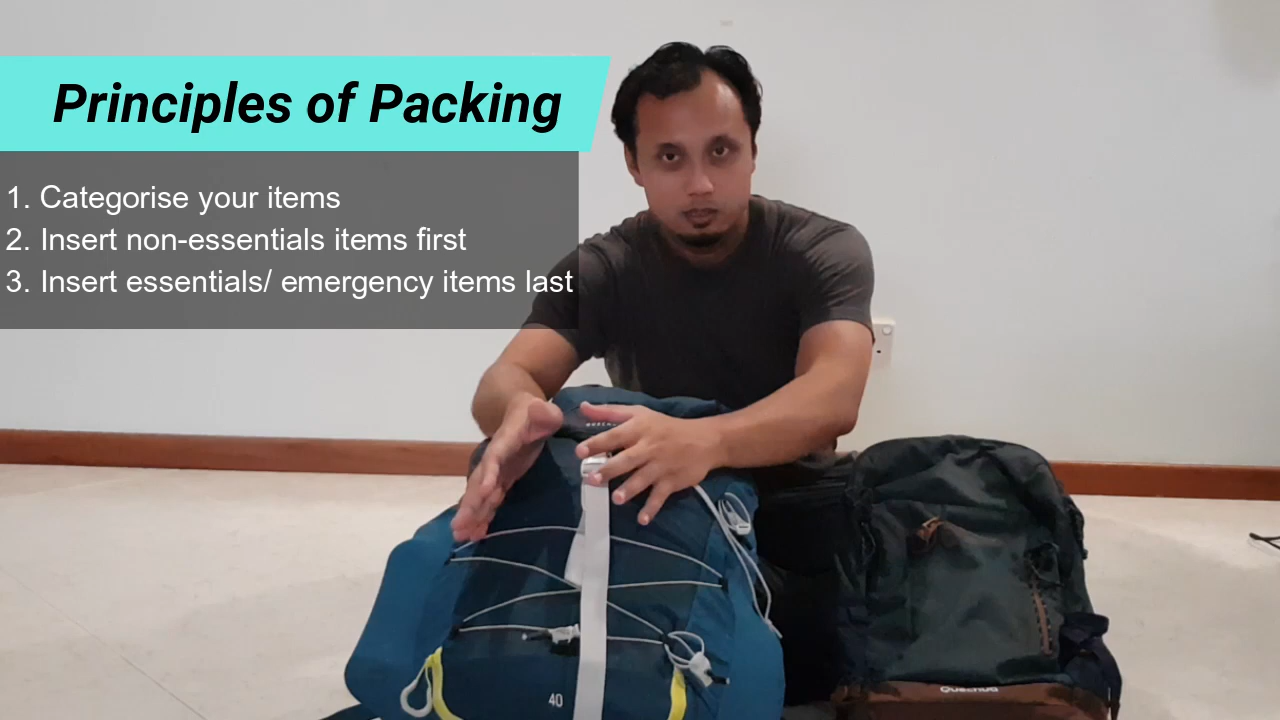 Principles of Packing
1. Categorise your items
2. Insert non-essentials items first
3. Insert essentials/ emergency items last
40